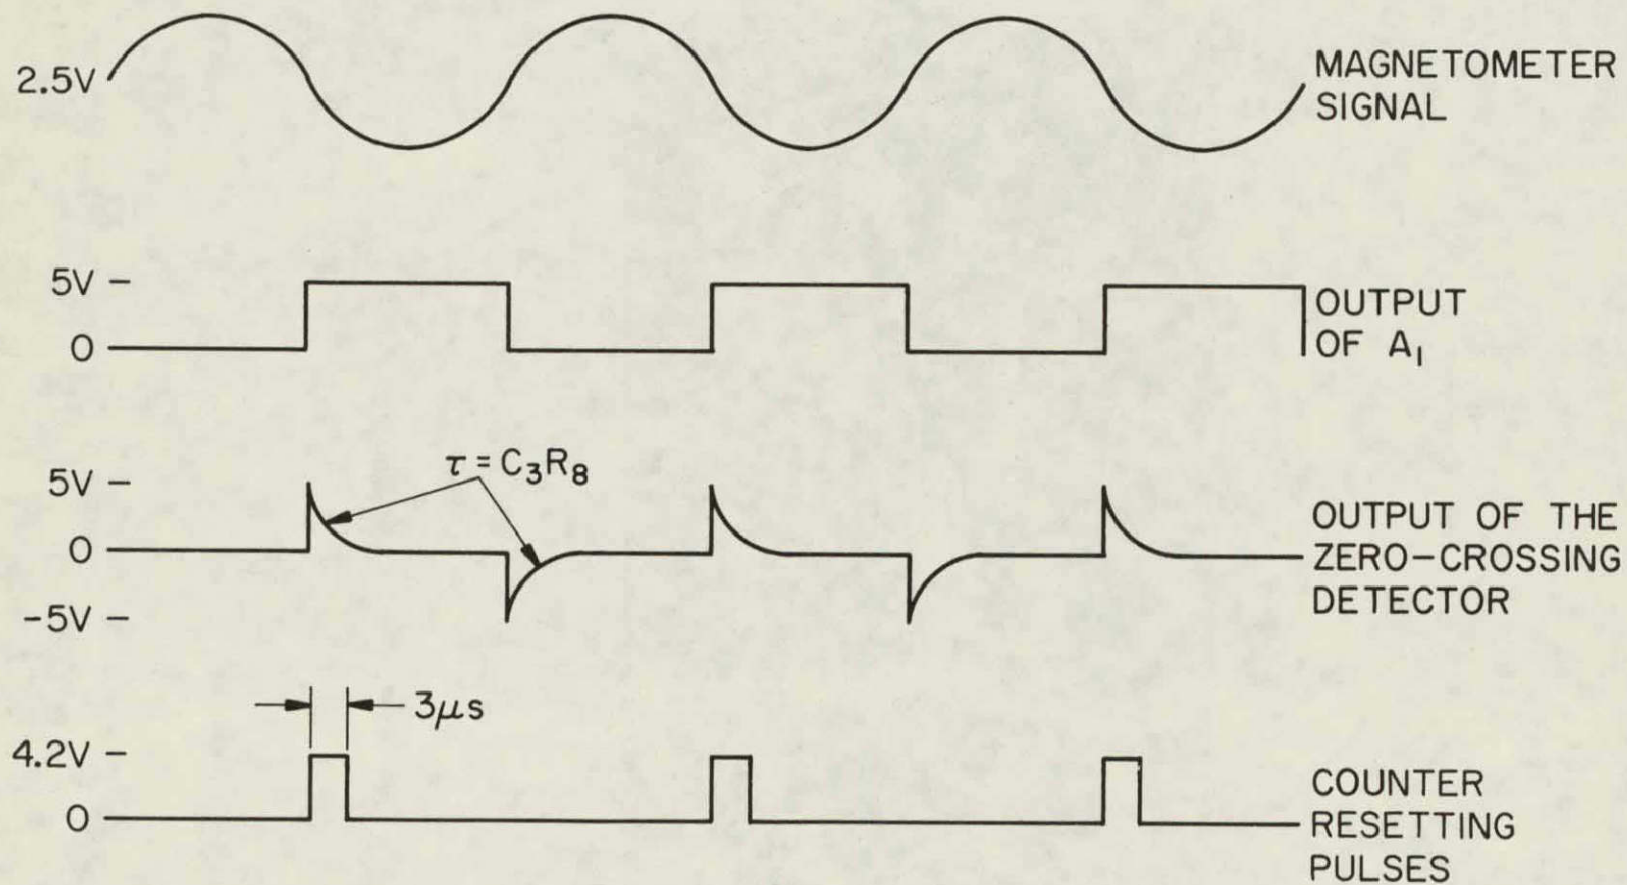 2.5V
MAGNETOMETER
SIGNAL
5V
0
OUTPUT
OF A₁
τ = C₃R₈
5V
0
-5V
OUTPUT OF THE
ZERO-CROSSING
DETECTOR
3μs
4.2V
0
COUNTER
RESETTING
PULSES